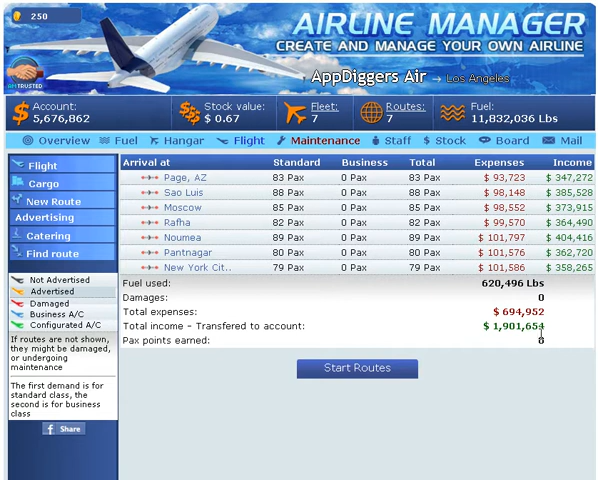 250
AIRLINE MANAGER
CREATE AND MANAGE YOUR OWN AIRLINE
AM TRUSTED
AppDiggers Air → Los Angeles
Account: 5,676,862
Stock value: $ 0.67
Fleet: 7
Routes: 7
Fuel: 11,832,036 Lbs
Overview Fuel Hangar Flight Maintenance Staff Stock Board Mail
Flight
Cargo
New Route
Advertising
Catering
Find route
Not Advertised
Advertised
Damaged
Business A/C
Configurated A/C
If routes are not shown,
they might be damaged,
or undergoing
maintenance
The first demand is for
standard class, the
second is for business
class
Share
Arrival at Standard Business Total Expenses Income
Page, AZ 83 Pax 0 Pax 83 Pax $ 93,723 $ 347,272
Sao Luis 88 Pax 0 Pax 88 Pax $ 98,148 $ 385,528
Moscow 85 Pax 0 Pax 85 Pax $ 98,552 $ 373,915
Rafha 82 Pax 0 Pax 82 Pax $ 99,570 $ 364,490
Noumea 89 Pax 0 Pax 89 Pax $ 101,797 $ 404,416
Pantnagar 80 Pax 0 Pax 80 Pax $ 101,576 $ 362,720
New York City.. 79 Pax 0 Pax 79 Pax $ 101,586 $ 358,265
Fuel used: 620,496 Lbs
Damages: 0
Total expenses: $ 694,952
Total income - Transfered to account: $ 1,901,654
Pax points earned: 8
Start Routes